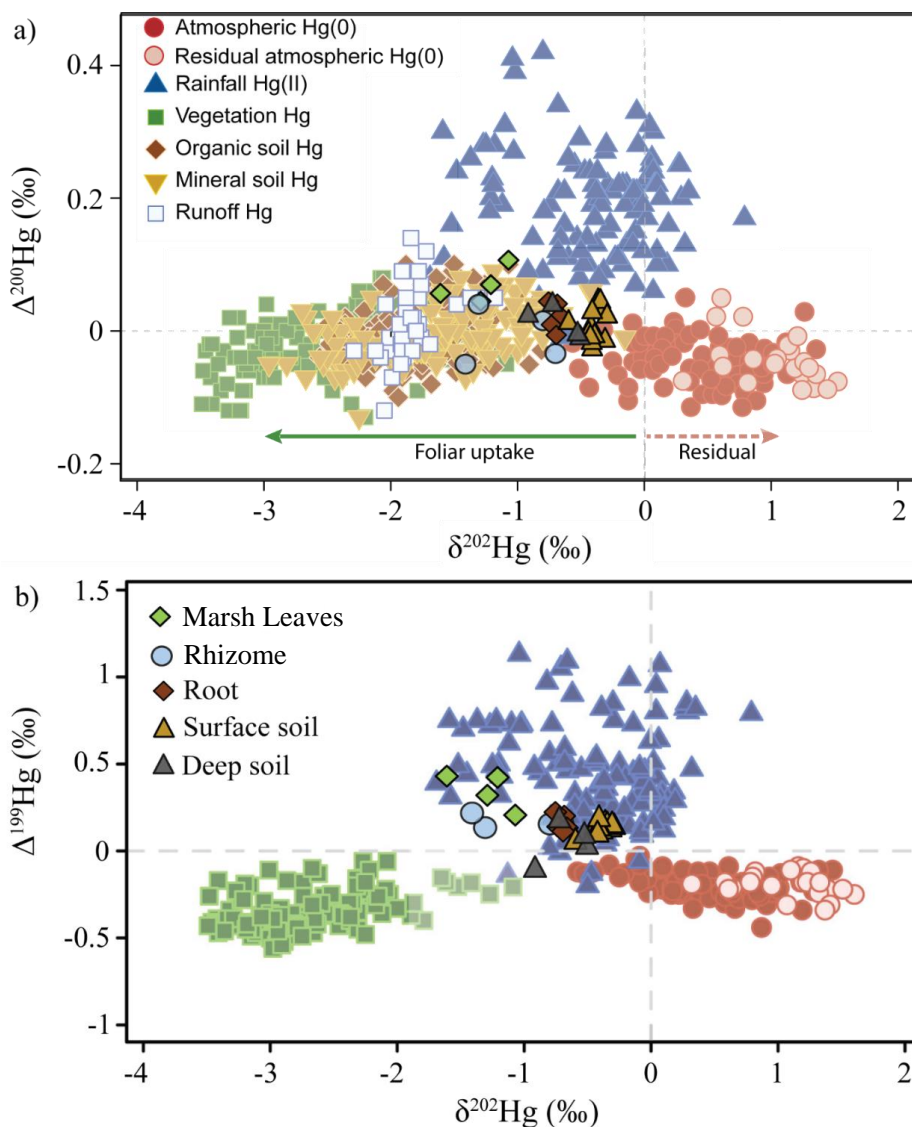 a)
Atmospheric Hg(0)
Residual atmospheric Hg(0)
Rainfall Hg(II)
Vegetation Hg
Organic soil Hg
Mineral soil Hg
Runoff Hg
0.4
0.2
0
-0.2
Δ²⁰⁰Hg (‰)
Foliar uptake
Residual
-4 -3 -2 -1 0 1 2
δ²⁰²Hg (‰)
b)
Marsh Leaves
Rhizome
Root
Surface soil
Deep soil
1.5
1
0.5
0
-0.5
-1
Δ¹⁹⁹Hg (‰)
-4 -3 -2 -1 0 1 2
δ²⁰²Hg (‰)